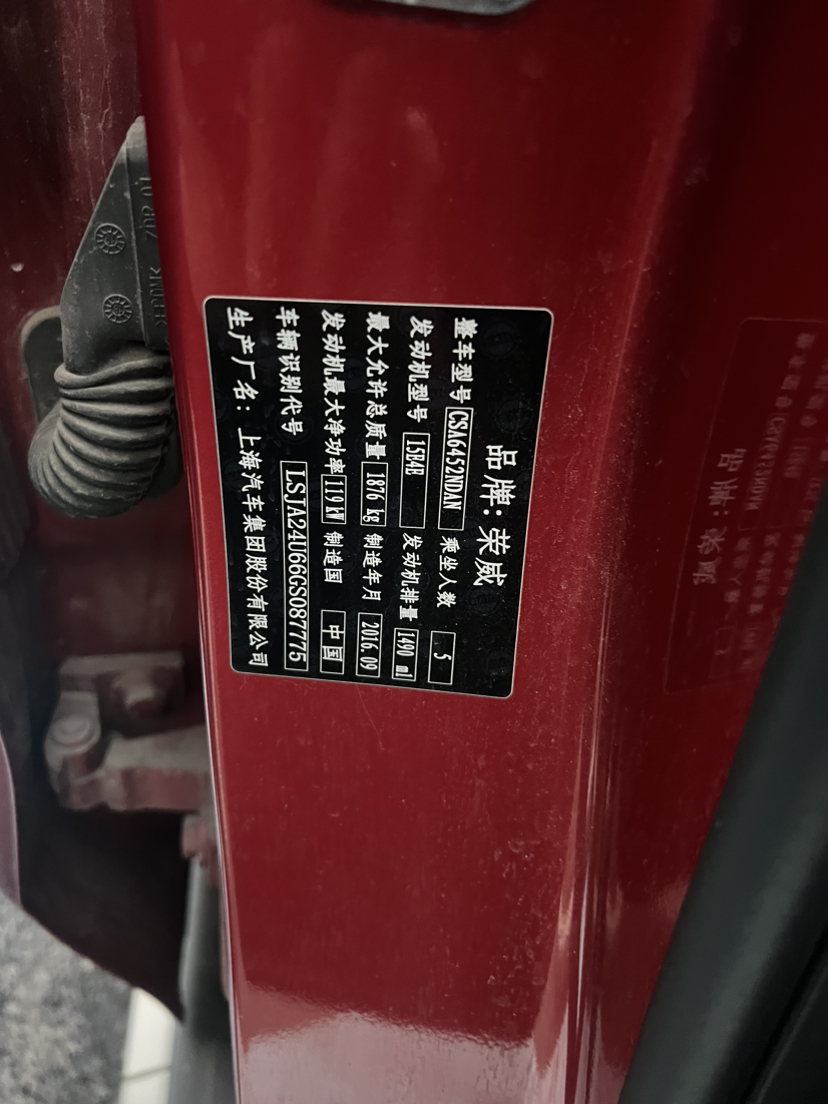 品牌: 荣威
整车型号 CSA6452NDAN 乘坐人数 5
发动机型号 15E4E 发动机排量 1490 ml
最大允许总质量 1876 kg 制造年月 2016.09
发动机最大净功率 119 kW 制造国 中国
车辆识别代号 LSJA24U66GS087775
生产厂名: 上海汽车集团股份有限公司